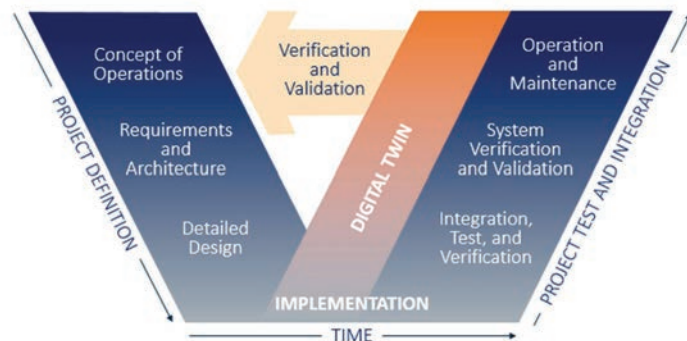 Concept of
Operations
Requirements and
Architecture
Detailed
Design
PROJECT DEFINITION
Verification
and
Validation
DIGITAL TWIN
IMPLEMENTATION
Operation
and
Maintenance
System
Verification
and Validation
Integration,
Test, and
Verification
PROJECT TEST AND INTEGRATION
TIME